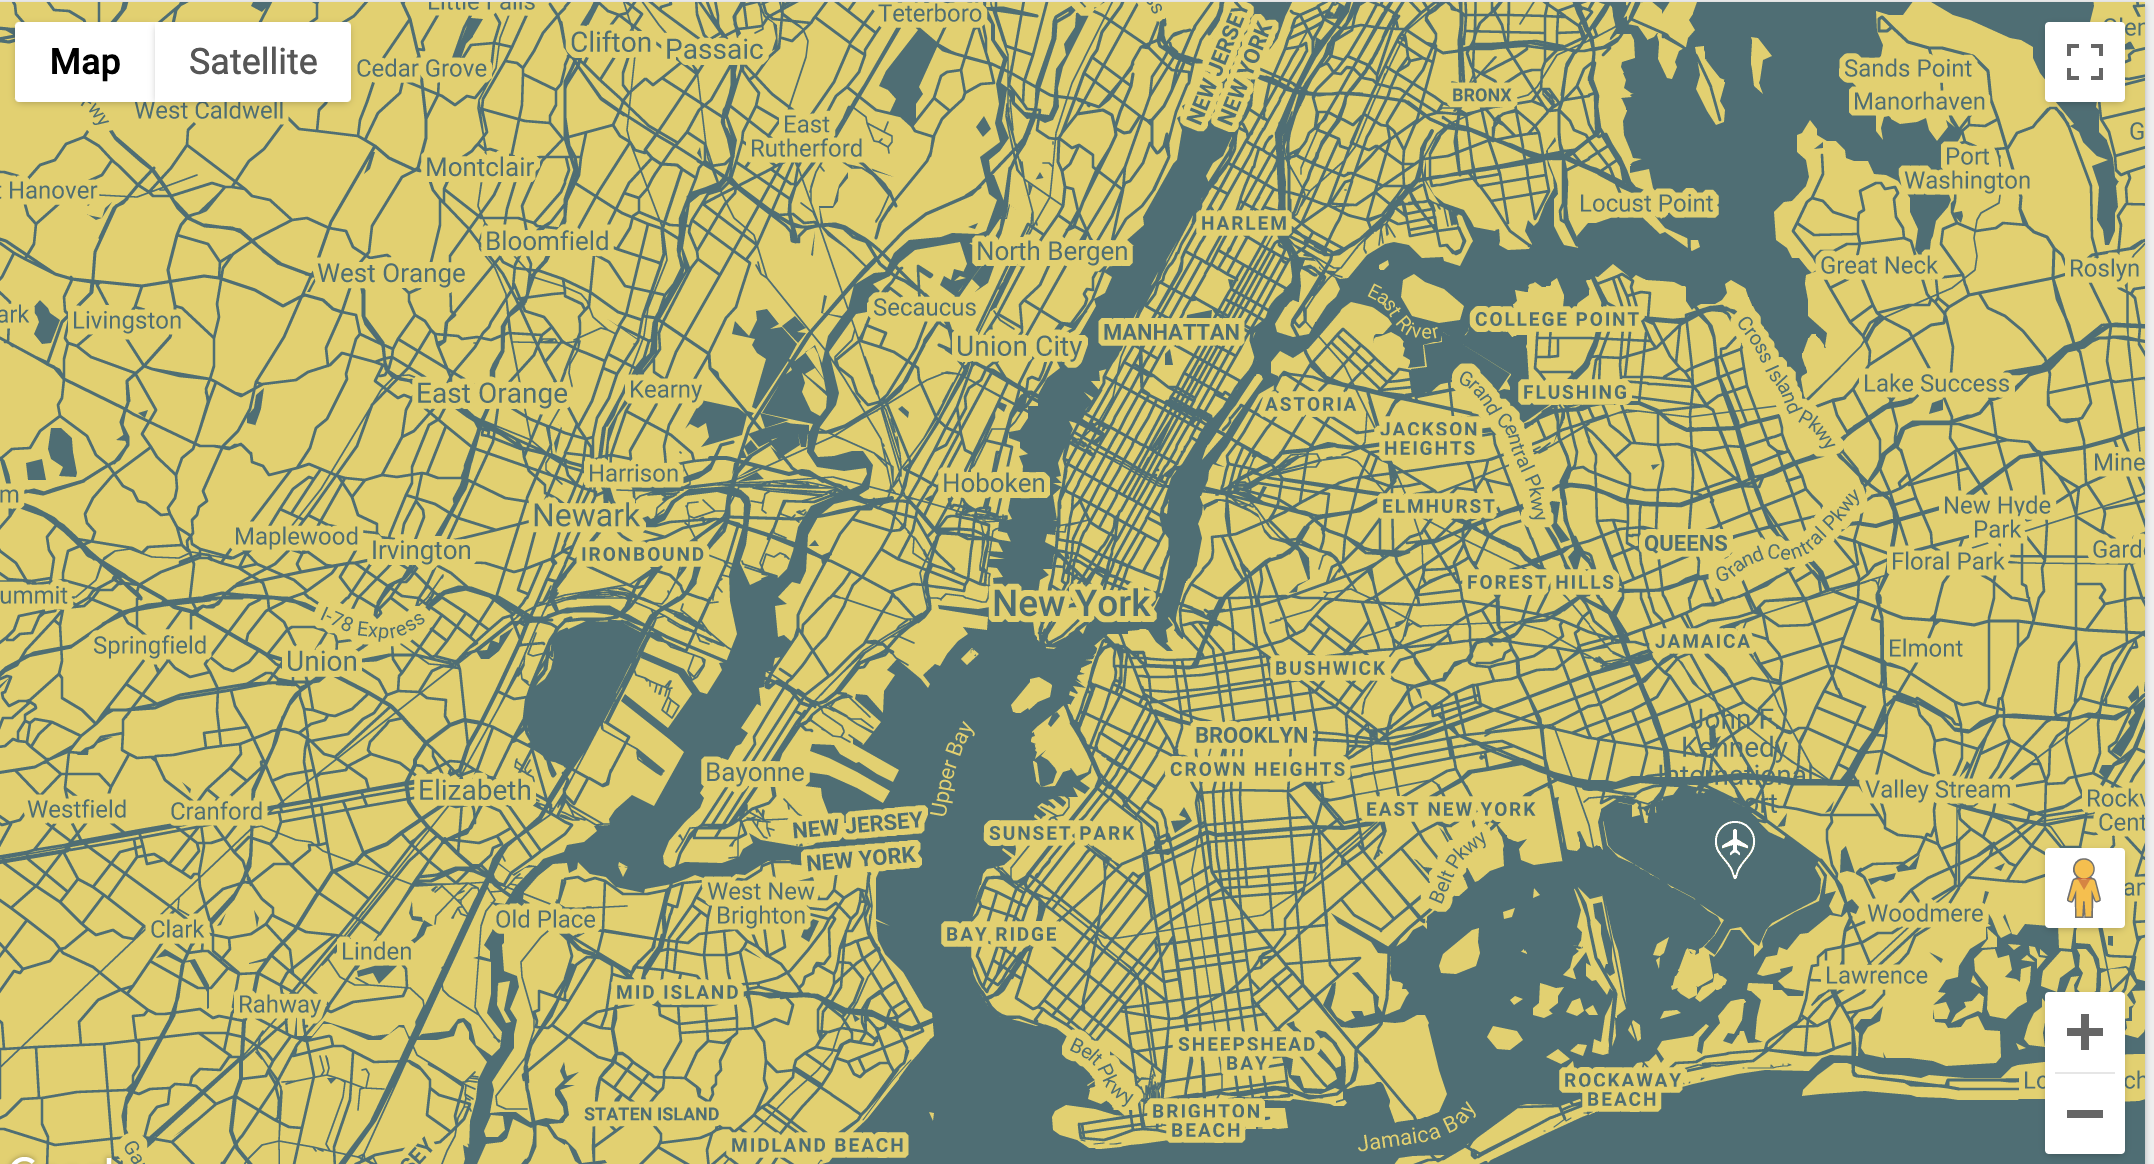 Little Falls
Teterboro
Map
Satellite
Clifton
Passaic
NEW JERSEY
NEW YORK
Cedar Grove
Sands Point
BRONX
Manorhaven
West Caldwell
East
Rutherford
Port
Washington
Montclair
Hanover
Locust Point
HARLEM
Bloomfield
North Bergen
West Orange
Great Neck
Roslyn
East River
Secaucus
Livingston
COLLEGE POINT
MANHATTAN
Union City
Cross Island Pkwy
Lake Success
East Orange
Kearny
FLUSHING
ASTORIA
Grand Central Pkwy
JACKSON
HEIGHTS
Harrison
Hoboken
Mine
ELMHURST
New Hyde
Park
Newark
Maplewood
Irvington
IRONBOUND
QUEENS
Grand Central Pkwy
Floral Park
Garde
FOREST HILLS
ummit
New York
I-78 Express
Springfield
Union
JAMAICA
Elmont
BUSHWICK
BROOKLYN
John F.
Kennedy
International
Upper Bay
CROWN HEIGHTS
Bayonne
Elizabeth
Westfield
Cranford
Valley Stream
Rockv
Cent
EAST NEW YORK
NEW JERSEY
NEW YORK
SUNSET PARK
Belt Pkwy
West New
Brighton
Old Place
Clark
BAY RIDGE
Woodmere
Linden
Lawrence
MID ISLAND
Rahway
SHEEPSHEAD
BAY
Belt Pkwy
ROCKAWAY
BEACH
STATEN ISLAND
BRIGHTON
BEACH
Jamaica Bay
MIDLAND BEACH